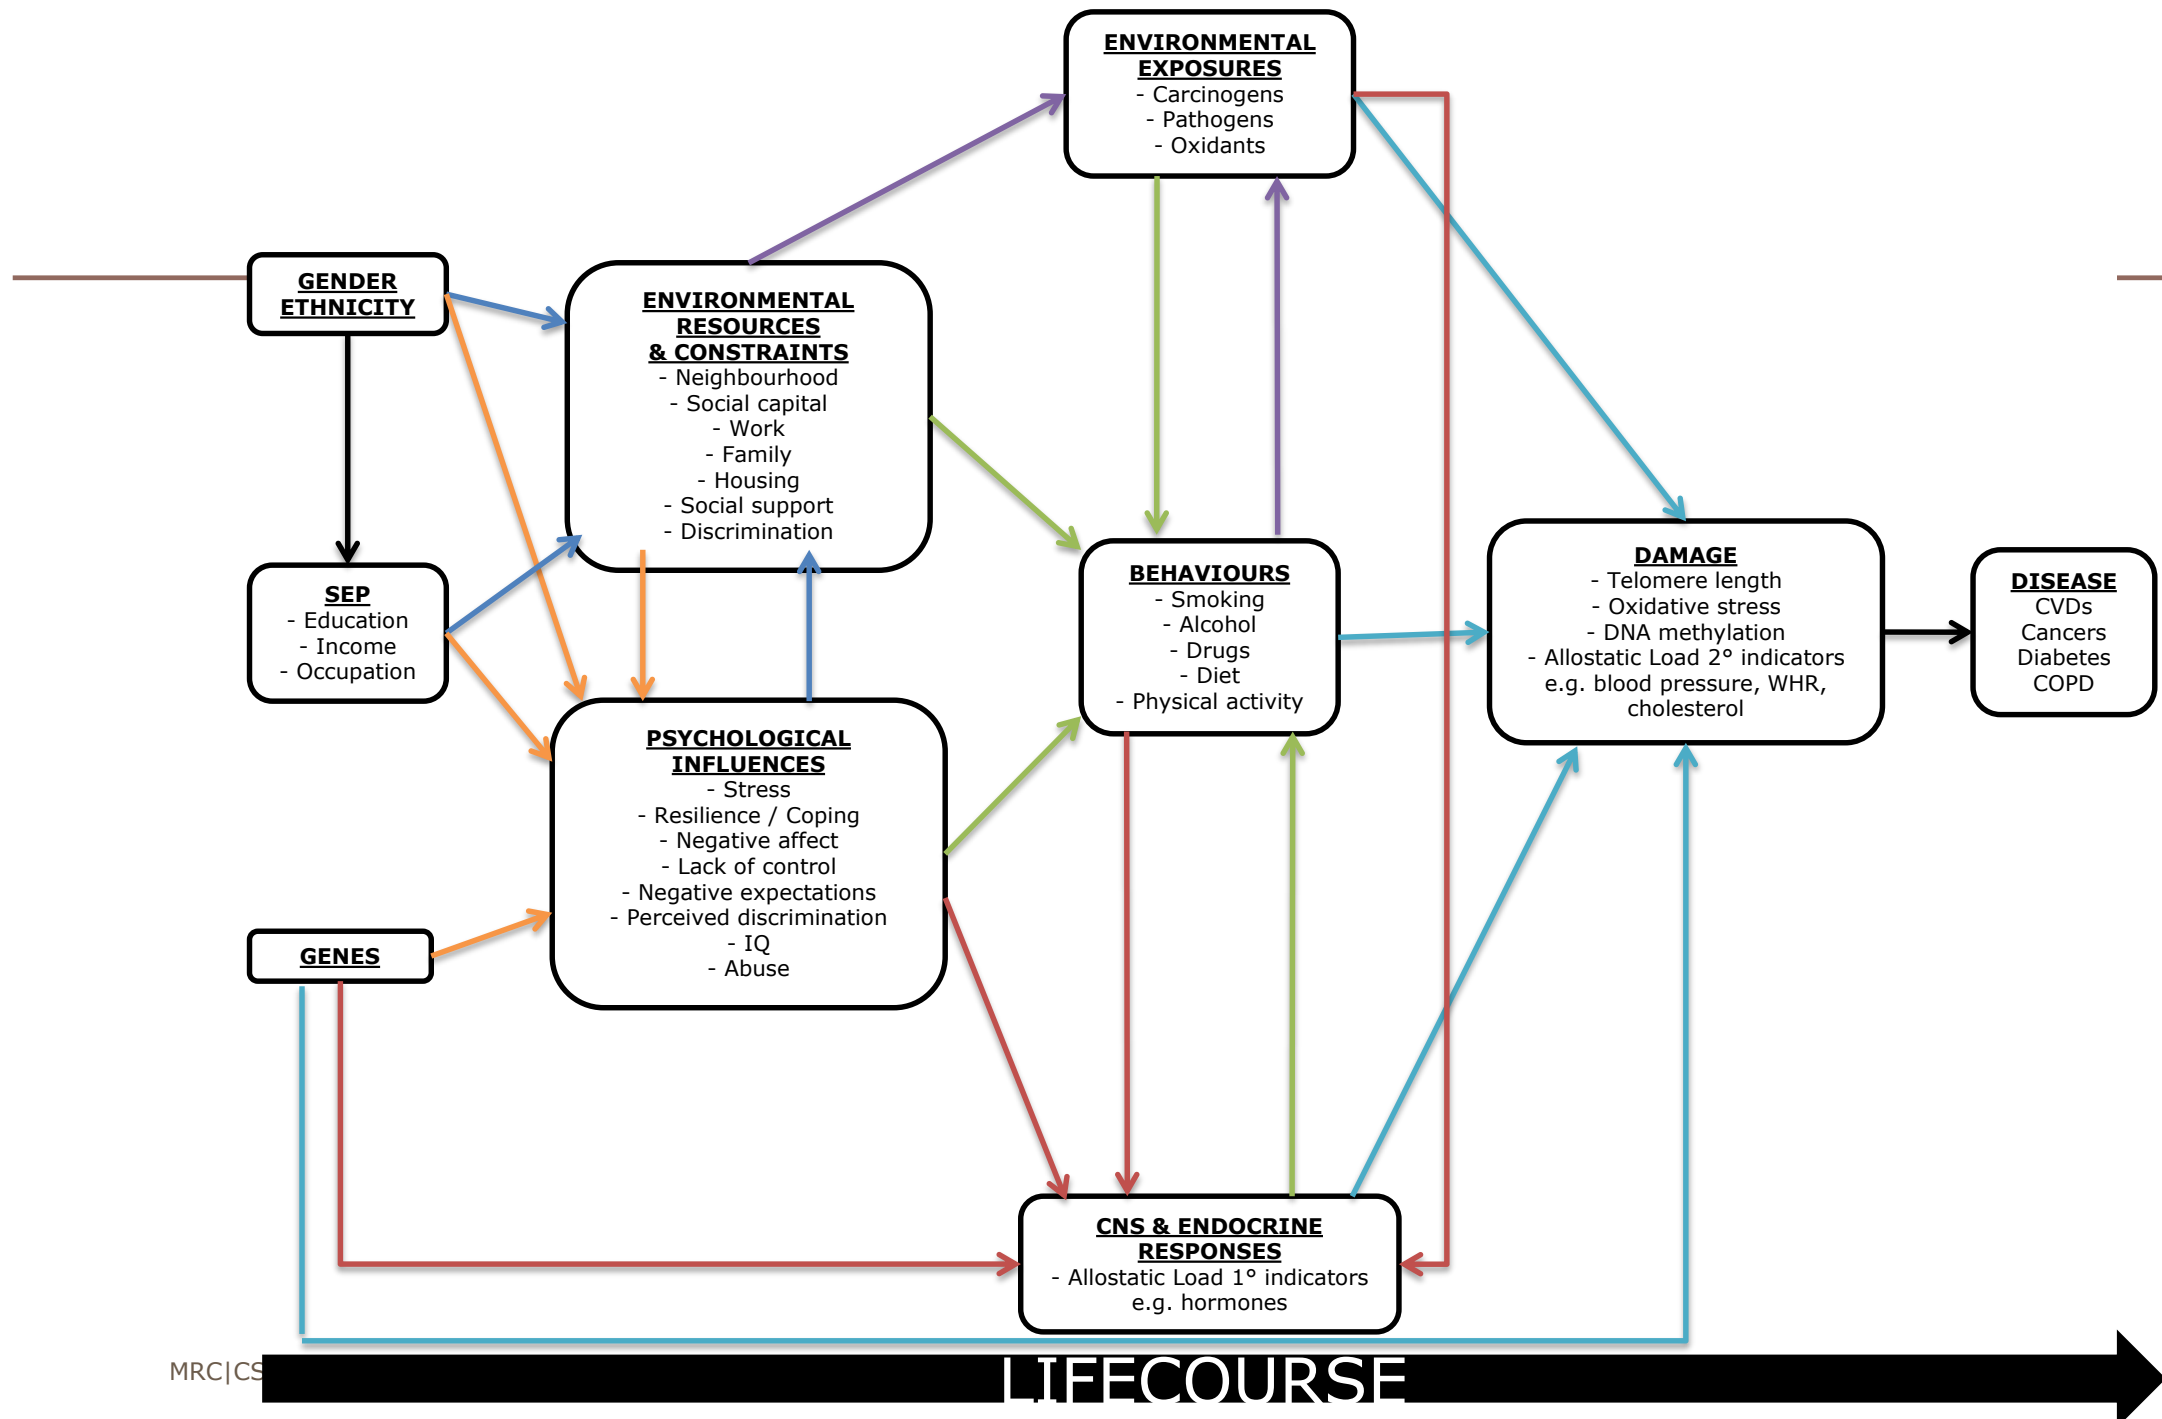 ENVIRONMENTAL
EXPOSURES
- Carcinogens
- Pathogens
- Oxidants
GENDER
ETHNICITY
ENVIRONMENTAL
RESOURCES
& CONSTRAINTS
- Neighbourhood
- Social capital
- Work
- Family
- Housing
- Social support
- Discrimination
SEP
- Education
- Income
- Occupation
BEHAVIOURS
- Smoking
- Alcohol
- Drugs
- Diet
- Physical activity
DAMAGE
- Telomere length
- Oxidative stress
- DNA methylation
- Allostatic Load 2° indicators
e.g. blood pressure, WHR,
cholesterol
DISEASE
CVDs
Cancers
Diabetes
COPD
PSYCHOLOGICAL
INFLUENCES
- Stress
- Resilience / Coping
- Negative affect
- Lack of control
- Negative expectations
- Perceived discrimination
- IQ
- Abuse
GENES
CNS & ENDOCRINE
RESPONSES
- Allostatic Load 1° indicators
e.g. hormones
MRC|CS
LIFECOURSE